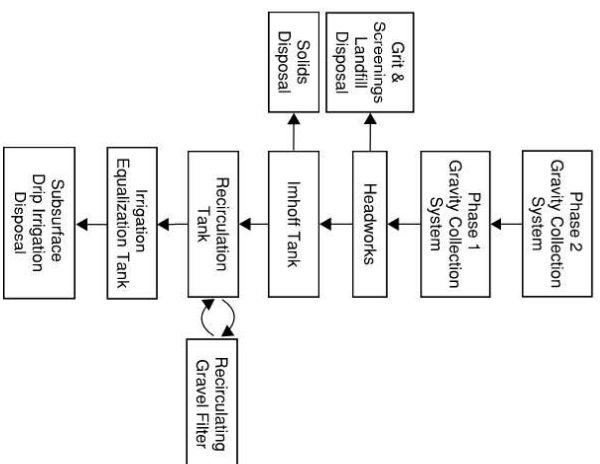 Phase 2
Gravity Collection
System
Phase 1
Gravity Collection
System
Grit &
Screenings
Landfill
Disposal
Headworks
Solids
Disposal
Imhoff Tank
Recirculation
Tank
Recirculating
Gravel Filter
Irrigation
Equalization Tank
Subsurface
Drip Irrigation
Disposal